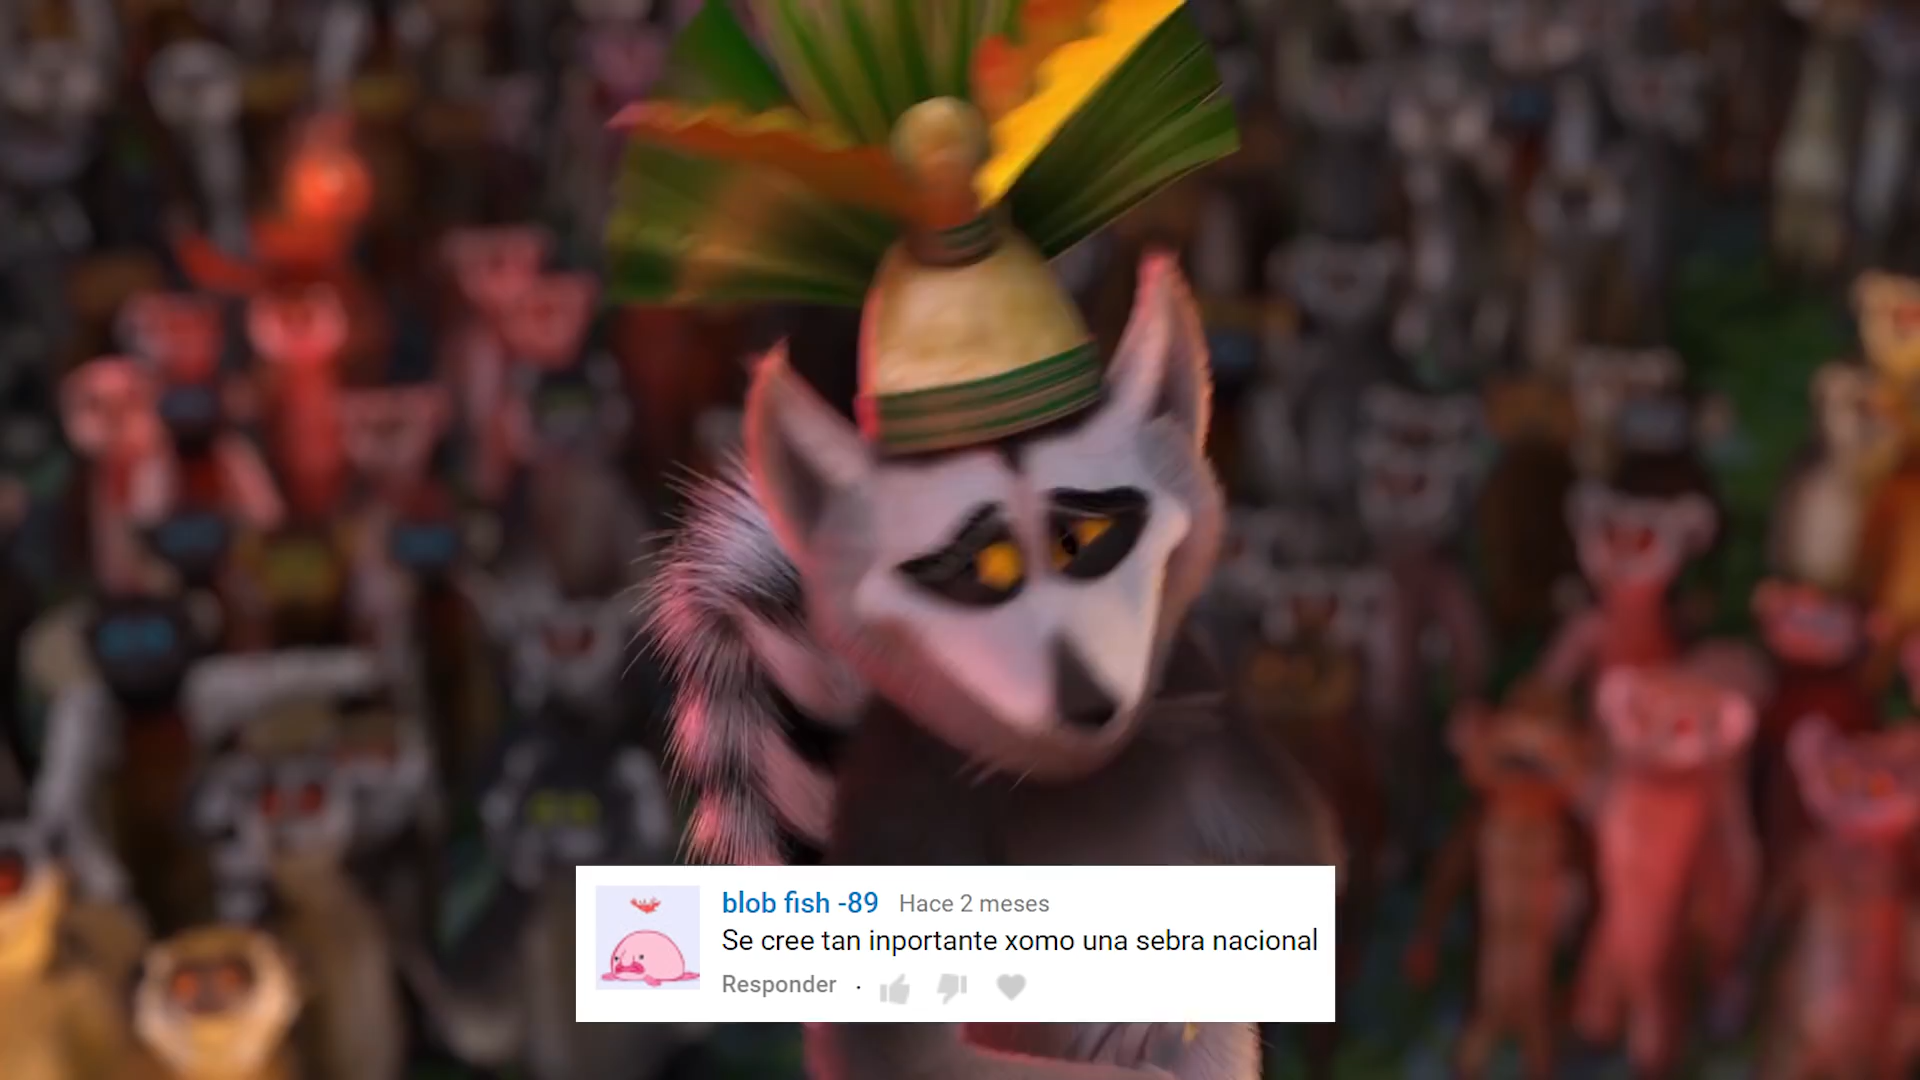 blob fish -89 Hace 2 meses
Se cree tan inportante xomo una sebra nacional
Responder ·